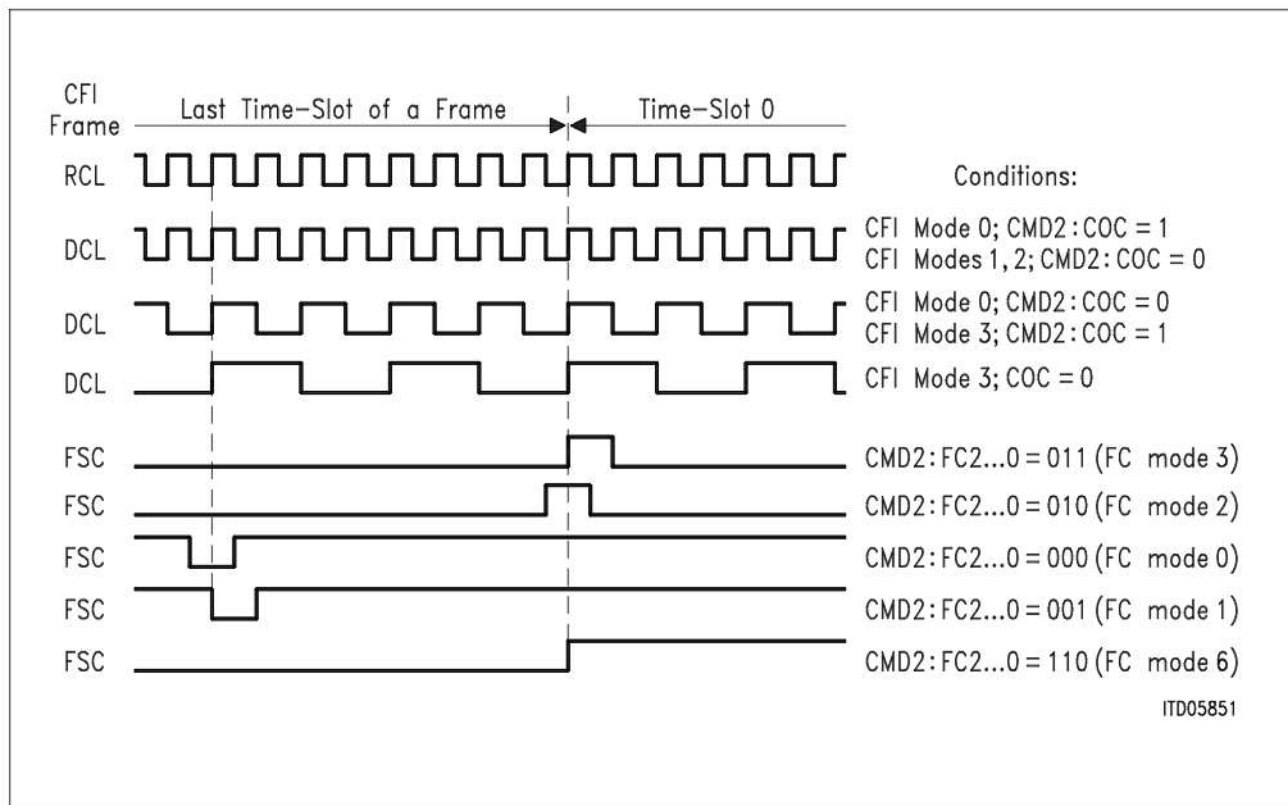 CFI
Frame
Last Time-Slot of a Frame
Time-Slot 0
RCL
Conditions:
DCL
CFI Mode 0; CMD2:COC = 1
CFI Modes 1, 2; CMD2:COC = 0
DCL
CFI Mode 0; CMD2:COC = 0
CFI Mode 3; CMD2:COC = 1
DCL
CFI Mode 3; COC = 0
FSC
CMD2:FC2...0 = 011 (FC mode 3)
FSC
CMD2:FC2...0 = 010 (FC mode 2)
FSC
CMD2:FC2...0 = 000 (FC mode 0)
FSC
CMD2:FC2...0 = 001 (FC mode 1)
FSC
CMD2:FC2...0 = 110 (FC mode 6)
ITD05851